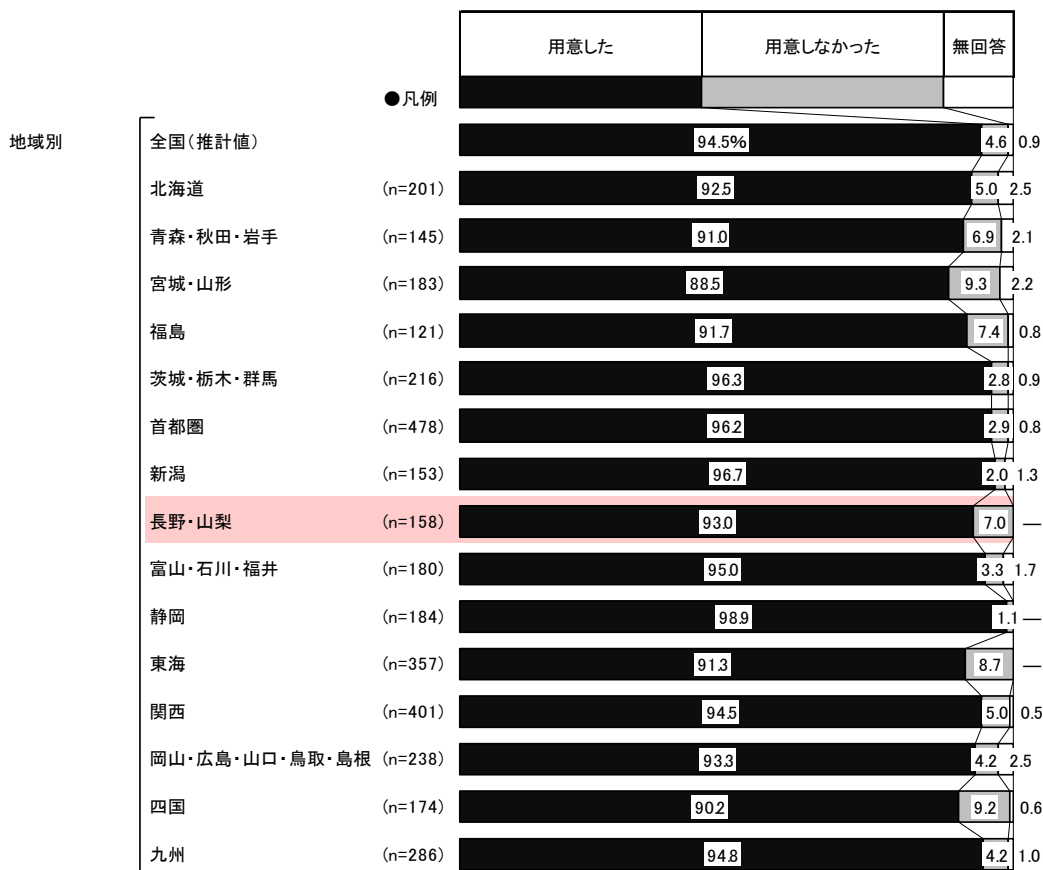 用意した 用意しなかった 無回答
●凡例
地域別 全国(推計値) 94.5% 4.6 0.9
北海道 (n=201) 92.5 5.0 2.5
青森・秋田・岩手 (n=145) 91.0 6.9 2.1
宮城・山形 (n=183) 88.5 9.3 2.2
福島 (n=121) 91.7 7.4 0.8
茨城・栃木・群馬 (n=216) 96.3 2.8 0.9
首都圏 (n=478) 96.2 2.9 0.8
新潟 (n=153) 96.7 2.0 1.3
長野・山梨 (n=158) 93.0 7.0 ―
富山・石川・福井 (n=180) 95.0 3.3 1.7
静岡 (n=184) 98.9 1.1 ―
東海 (n=357) 91.3 8.7 ―
関西 (n=401) 94.5 5.0 0.5
岡山・広島・山口・鳥取・島根 (n=238) 93.3 4.2 2.5
四国 (n=174) 90.2 9.2 0.6
九州 (n=286) 94.8 4.2 1.0